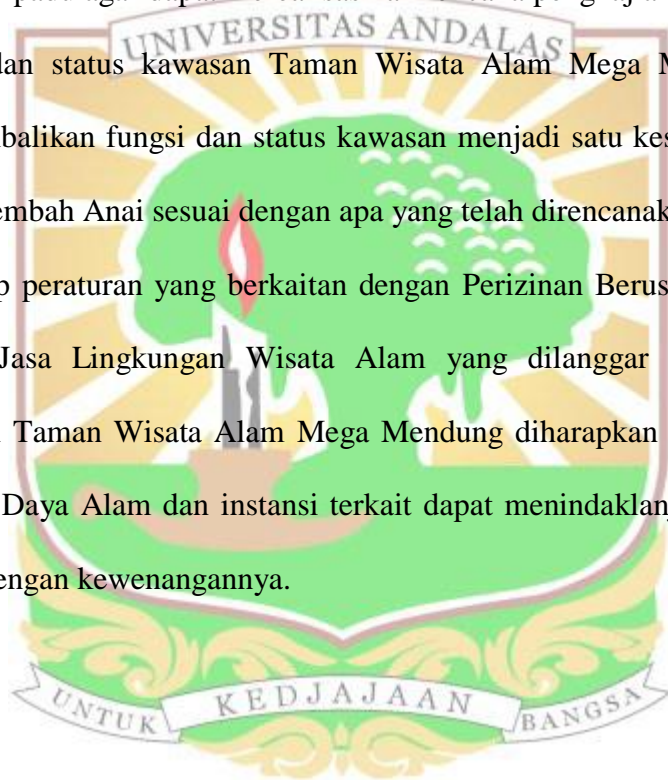 UNIVERSITAS ANDALAS
dan status kawasan Taman Wisata Alam Mega M
balikan fungsi dan status kawasan menjadi satu kes
embah Anai sesuai dengan apa yang telah direncanak
p peraturan yang berkaitan dengan Perizinan Berus
Jasa Lingkungan Wisata Alam yang dilanggar
Taman Wisata Alam Mega Mendung diharapkan
Daya Alam dan instansi terkait dapat menindaklan
engan kewenangannya.
UNTUK KEDJAJAAN BANGSA